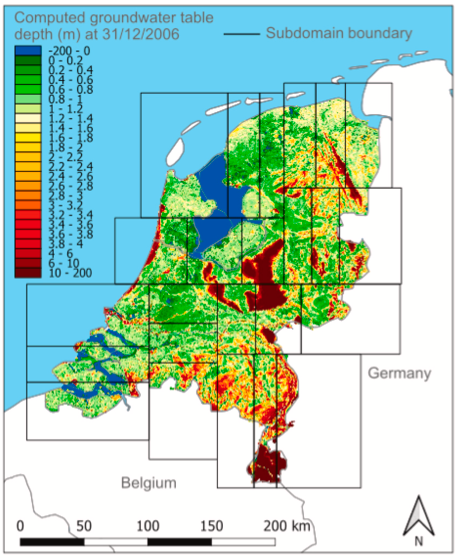 Computed groundwater table
depth (m) at 31/12/2006
Subdomain boundary
-200 - 0
0 - 0.2
0.2 - 0.4
0.4 - 0.6
0.6 - 0.8
0.8 - 1
1 - 1.2
1.2 - 1.4
1.4 - 1.6
1.6 - 1.8
1.8 - 2
2 - 2.2
2.2 - 2.4
2.4 - 2.6
2.6 - 2.8
2.8 - 3
3 - 3.2
3.2 - 3.4
3.4 - 3.6
3.6 - 3.8
3.8 - 4
4 - 6
6 - 10
10 - 200
Germany
Belgium
0 50 100 150 200 km
N